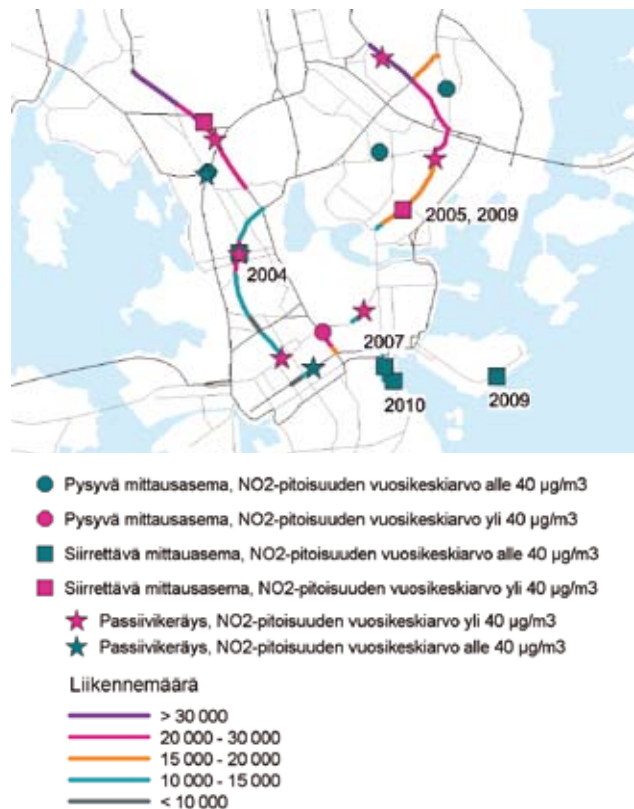 2005, 2009
2004
2007
2010
2009
Pysyvä mittausasema, NO2-pitoisuuden vuosikeskiarvo alle 40 µg/m3
Pysyvä mittausasema, NO2-pitoisuuden vuosikeskiarvo yli 40 µg/m3
Siirrettävä mittauasema, NO2-pitoisuuden vuosikeskiarvo alle 40 µg/m3
Siirrettävä mittausasema, NO2-pitoisuuden vuosikeskiarvo yli 40 µg/m3
Passiivikeräys, NO2-pitoisuuden vuosikeskiarvo yli 40 µg/m3
Passiivikeräys, NO2-pitoisuuden vuosikeskiarvo alle 40 µg/m3
Liikennemäärä
> 30 000
20 000 - 30 000
15 000 - 20 000
10 000 - 15 000
< 10 000